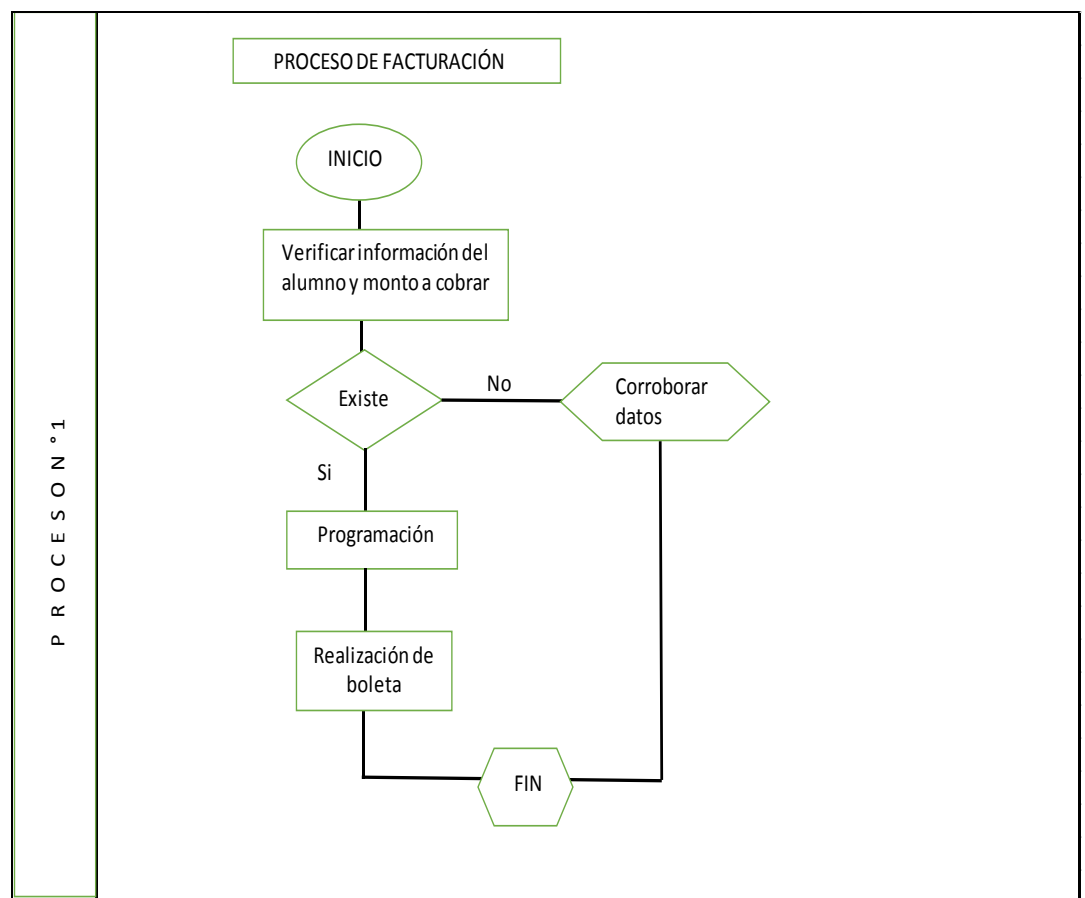 PROCESO DE FACTURACIÓN
INICIO
Verificar información del
alumno y monto a cobrar
Existe
No
Corroborar
datos
Si
Programación
Realización de
boleta
FIN
P R O C E S O N ° 1